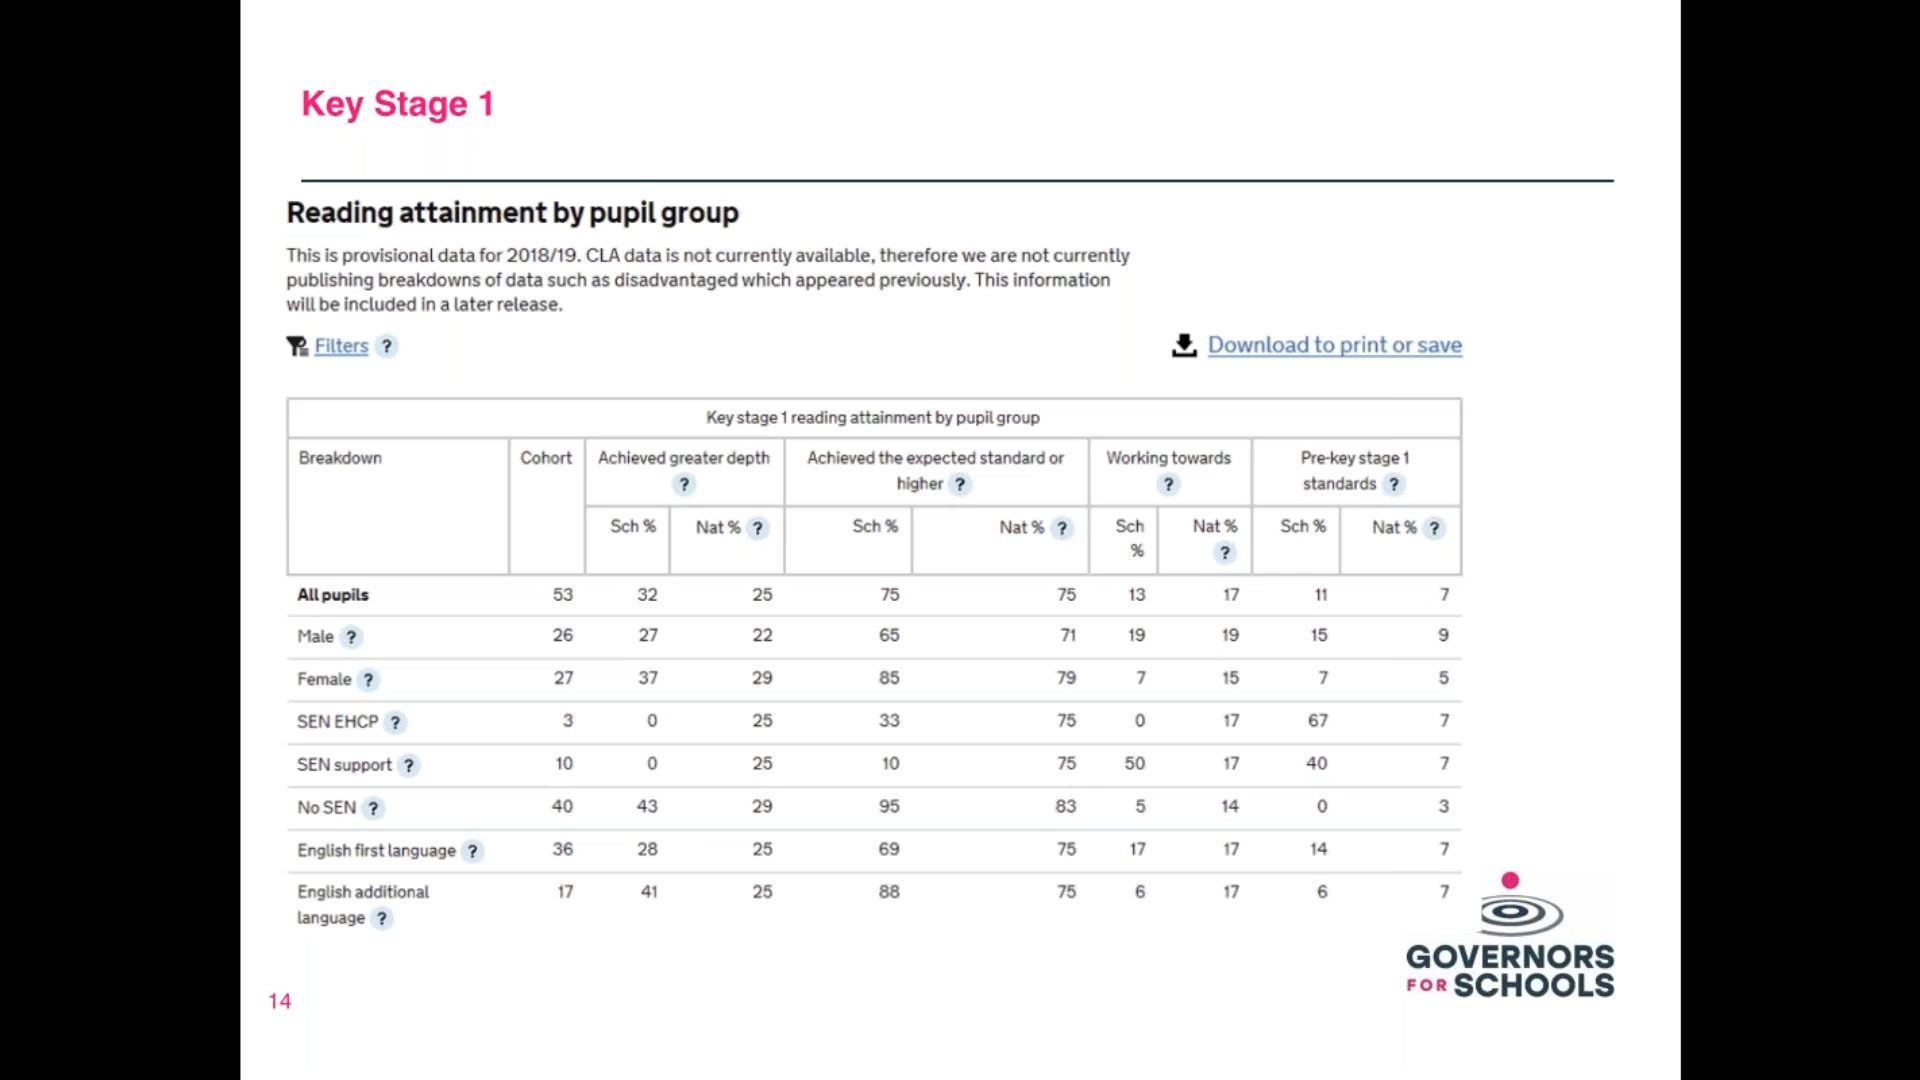 Key Stage 1
Reading attainment by pupil group
This is provisional data for 2018/19. CLA data is not currently available, therefore we are not currently
publishing breakdowns of data such as disadvantaged which appeared previously. This information
will be included in a later release.
Filters ? Download to print or save
Key stage 1 reading attainment by pupil group
Breakdown Cohort Achieved greater depth Achieved the expected standard or Working towards Pre-key stage 1
? higher ? ? standards ?
Sch % Nat % ? Sch % Nat % ? Sch Nat % Sch % Nat % ?
% ?
All pupils 53 32 25 75 75 13 17 11 7
Male ? 26 27 22 65 71 19 19 15 9
Female ? 27 37 29 85 79 7 15 7 5
SEN EHCP ? 3 0 25 33 75 0 17 67 7
SEN support ? 10 0 25 10 75 50 17 40 7
No SEN ? 40 43 29 95 83 5 14 0 3
English first language ? 36 28 25 69 75 17 17 14 7
English additional 17 41 25 88 75 6 17 6 7
language ?
GOVERNORS
FOR SCHOOLS
14